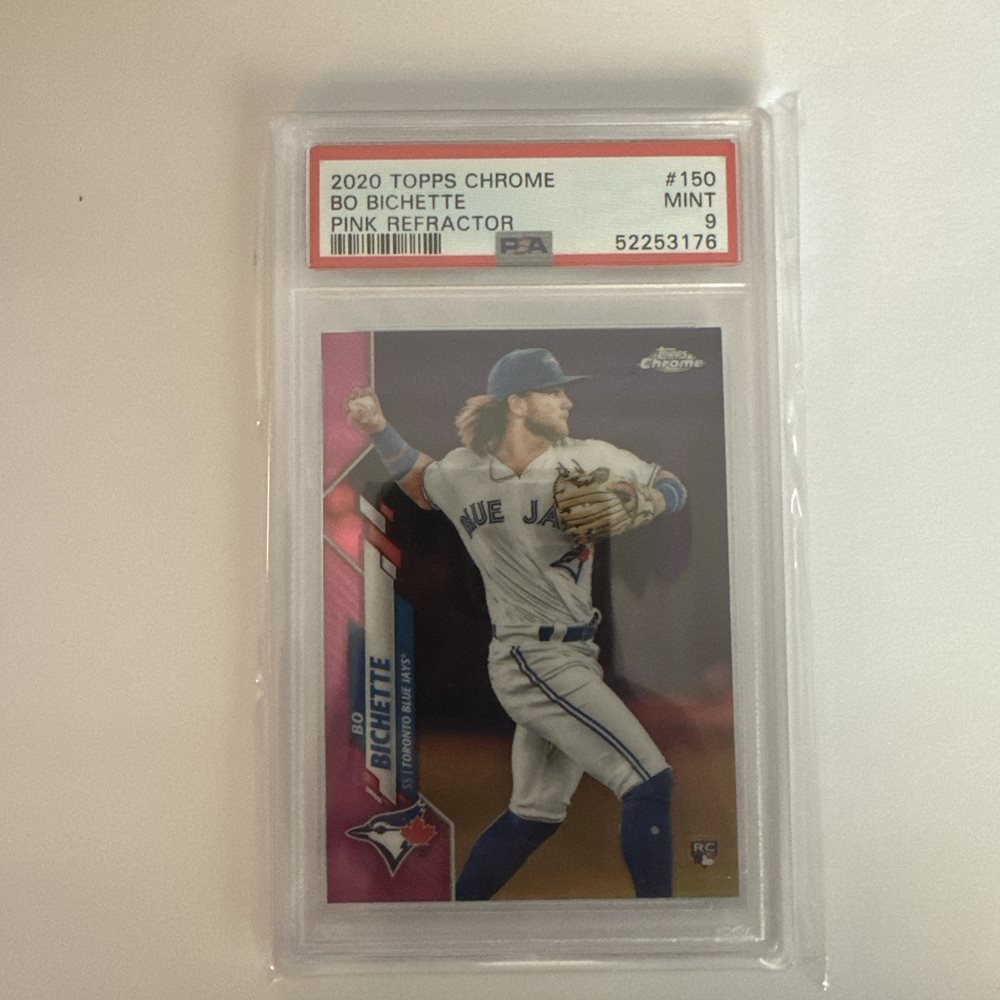 2020 TOPPS CHROME #150
BO BICHETTE MINT
PINK REFRACTOR 9
PSA 52253176
Topps
Chrome
BLUE JA
BO
BICHETTE
SS | TORONTO BLUE JAYS®
RC